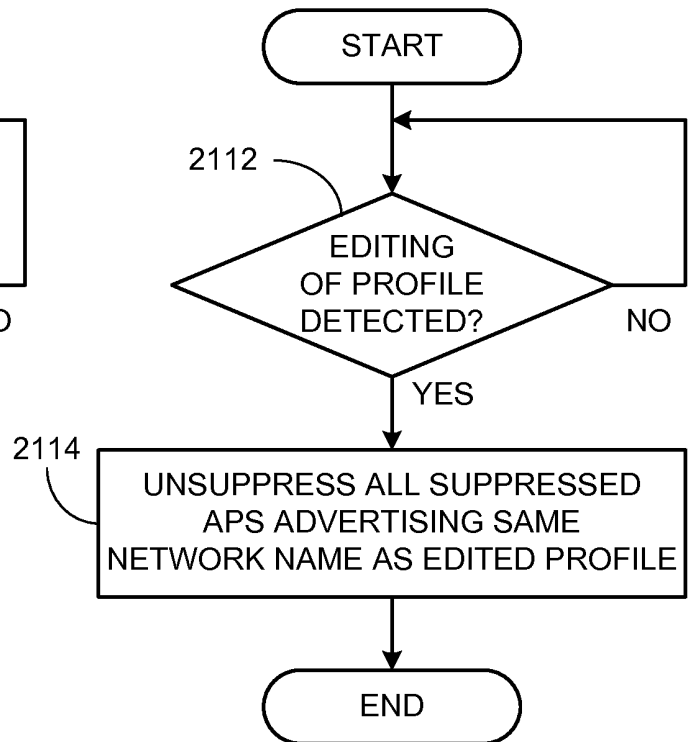 START
2112
EDITING
OF PROFILE
DETECTED?
NO
YES
2114
UNSUPPRESS ALL SUPPRESSED
APS ADVERTISING SAME
NETWORK NAME AS EDITED PROFILE
END